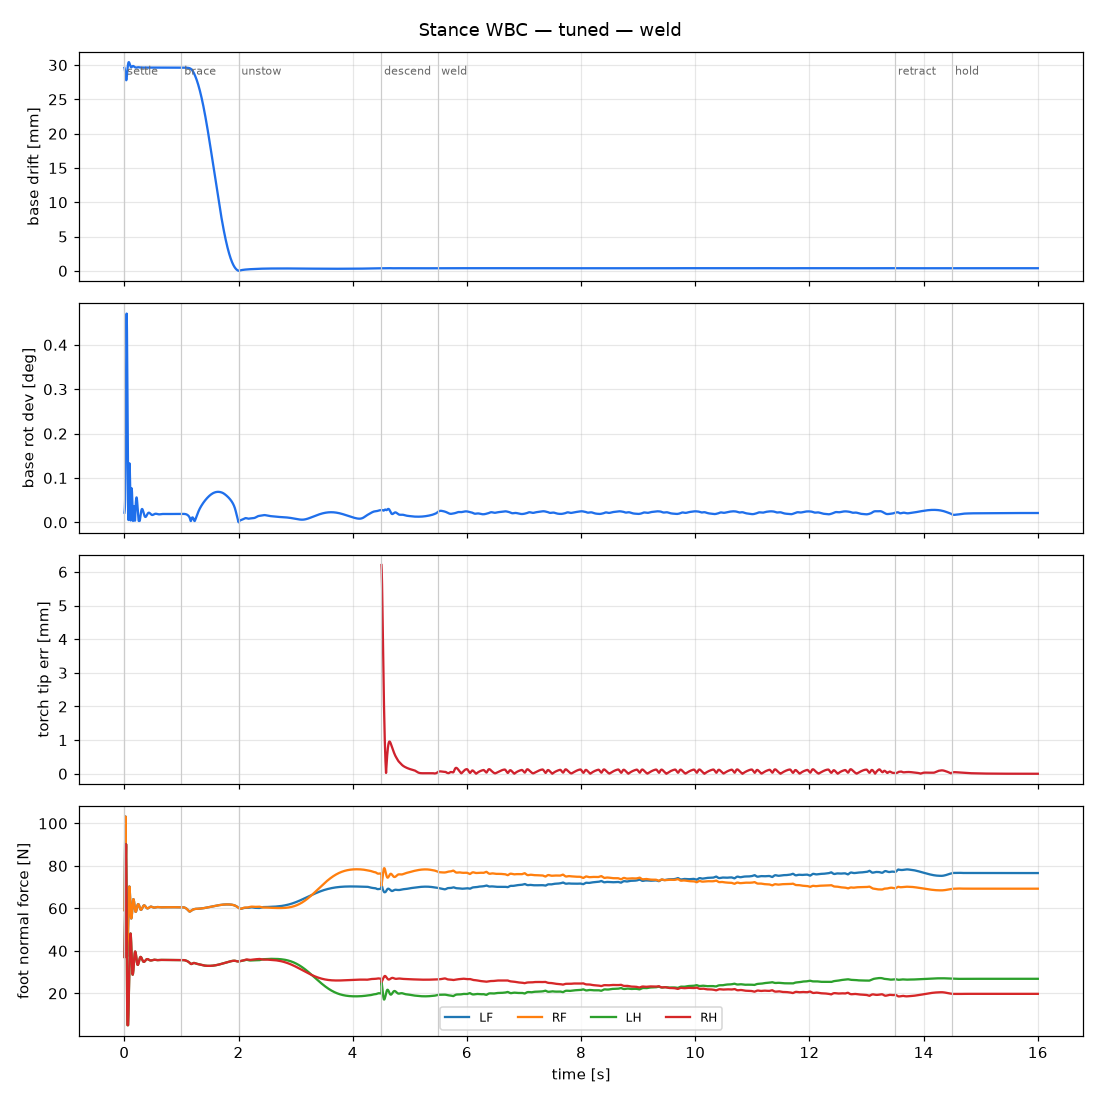 Stance WBC — tuned — weld
30
25
20
15
10
5
0
base drift [mm]
settle
brace
unstow
descend
weld
retract
hold
0.4
0.3
0.2
0.1
0.0
base rot dev [deg]
6
5
4
3
2
1
0
torch tip err [mm]
100
80
60
40
20
foot normal force [N]
LF RF LH RH
0 2 4 6 8 10 12 14 16
time [s]